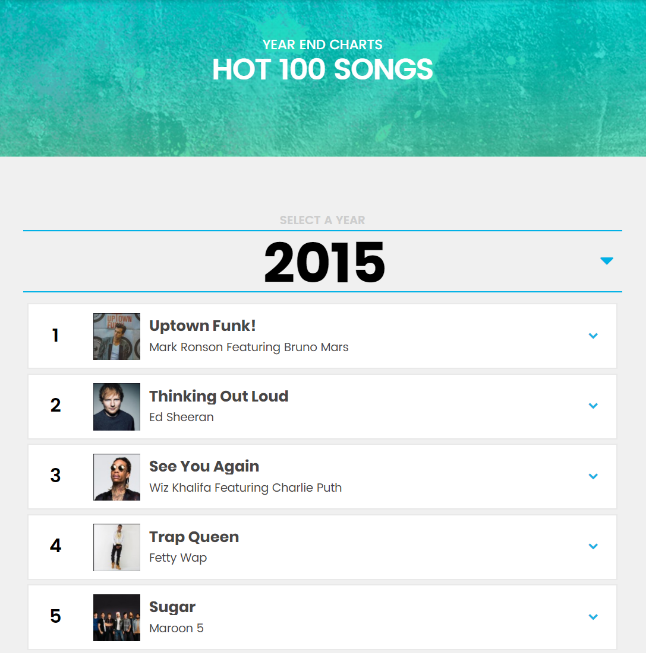 YEAR END CHARTS
HOT 100 SONGS
SELECT A YEAR
2015
1
Uptown Funk!
Mark Ronson Featuring Bruno Mars
2
Thinking Out Loud
Ed Sheeran
3
See You Again
Wiz Khalifa Featuring Charlie Puth
4
Trap Queen
Fetty Wap
5
Sugar
Maroon 5